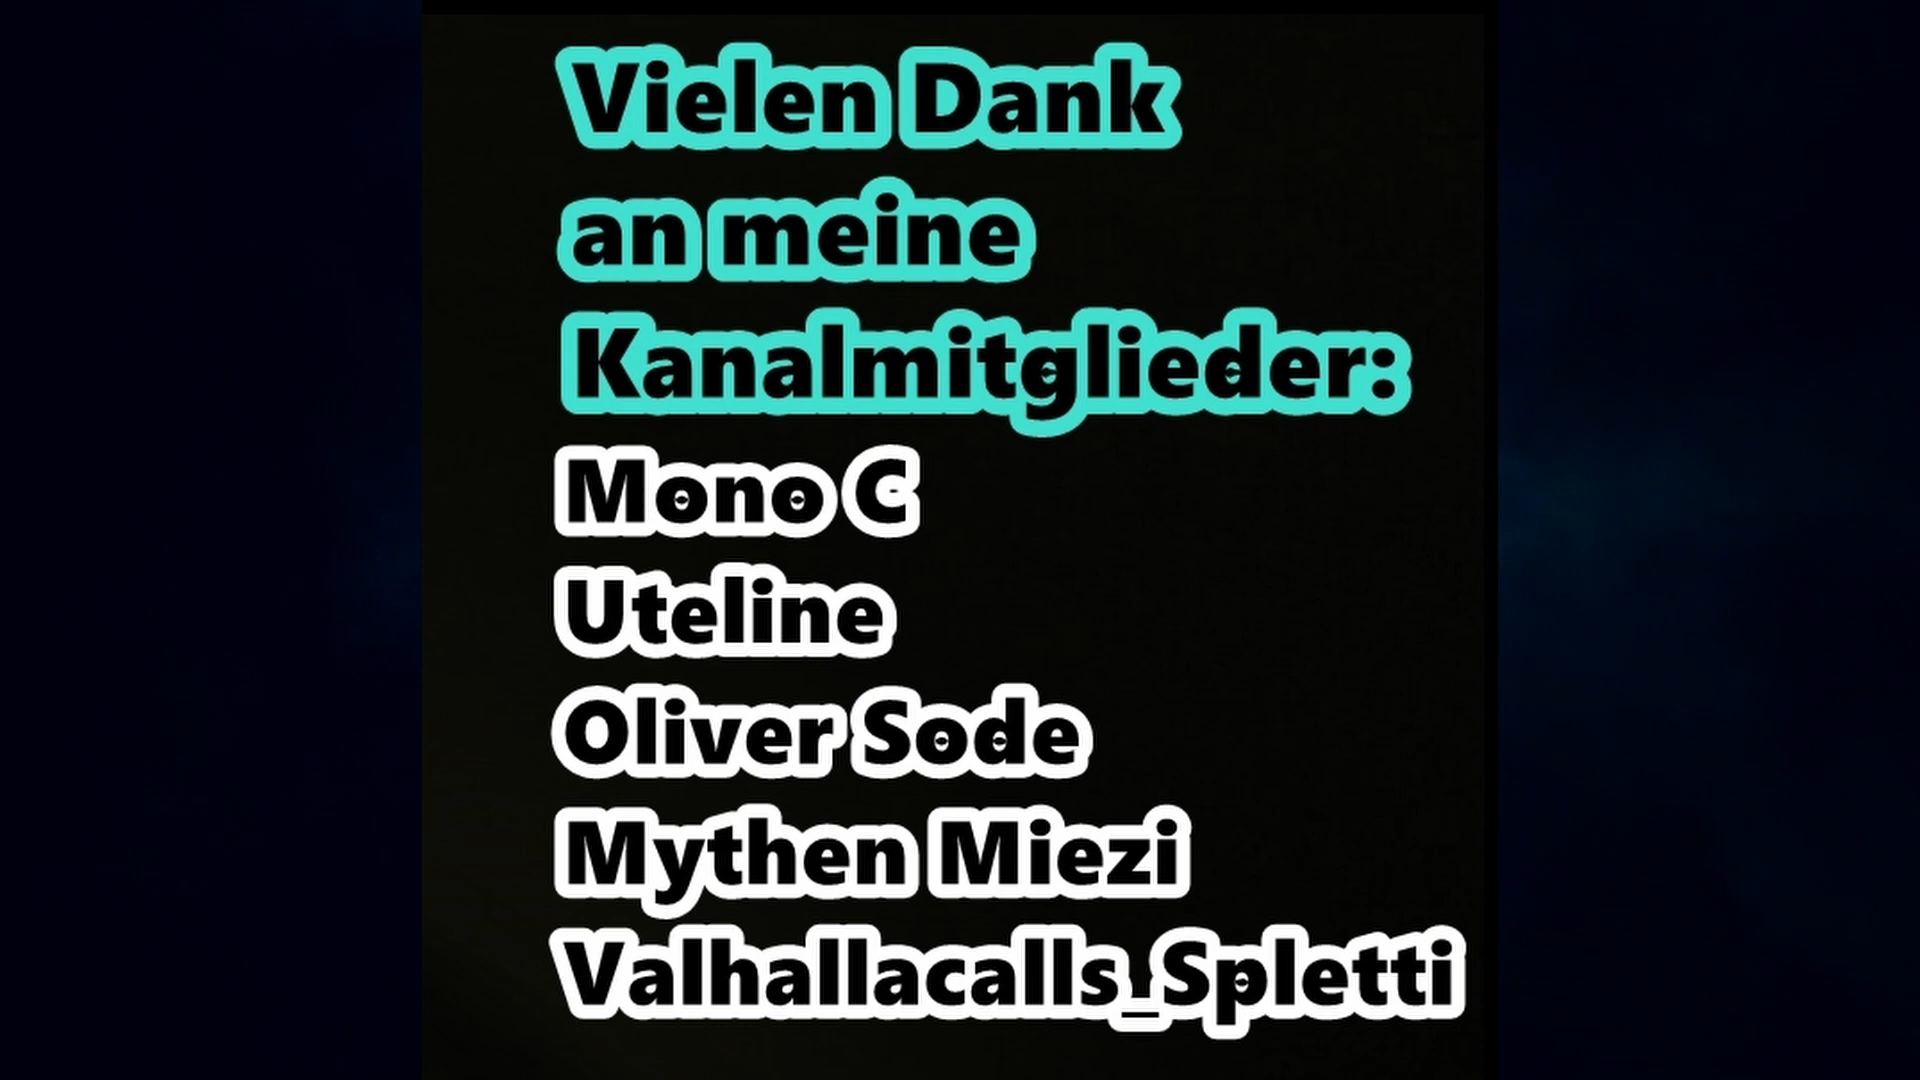 Vielen Dank
an meine
Kanalmitglieder:
Mono C
Uteline
Oliver Sode
Mythen Miezi
Valhallacalls_Spletti